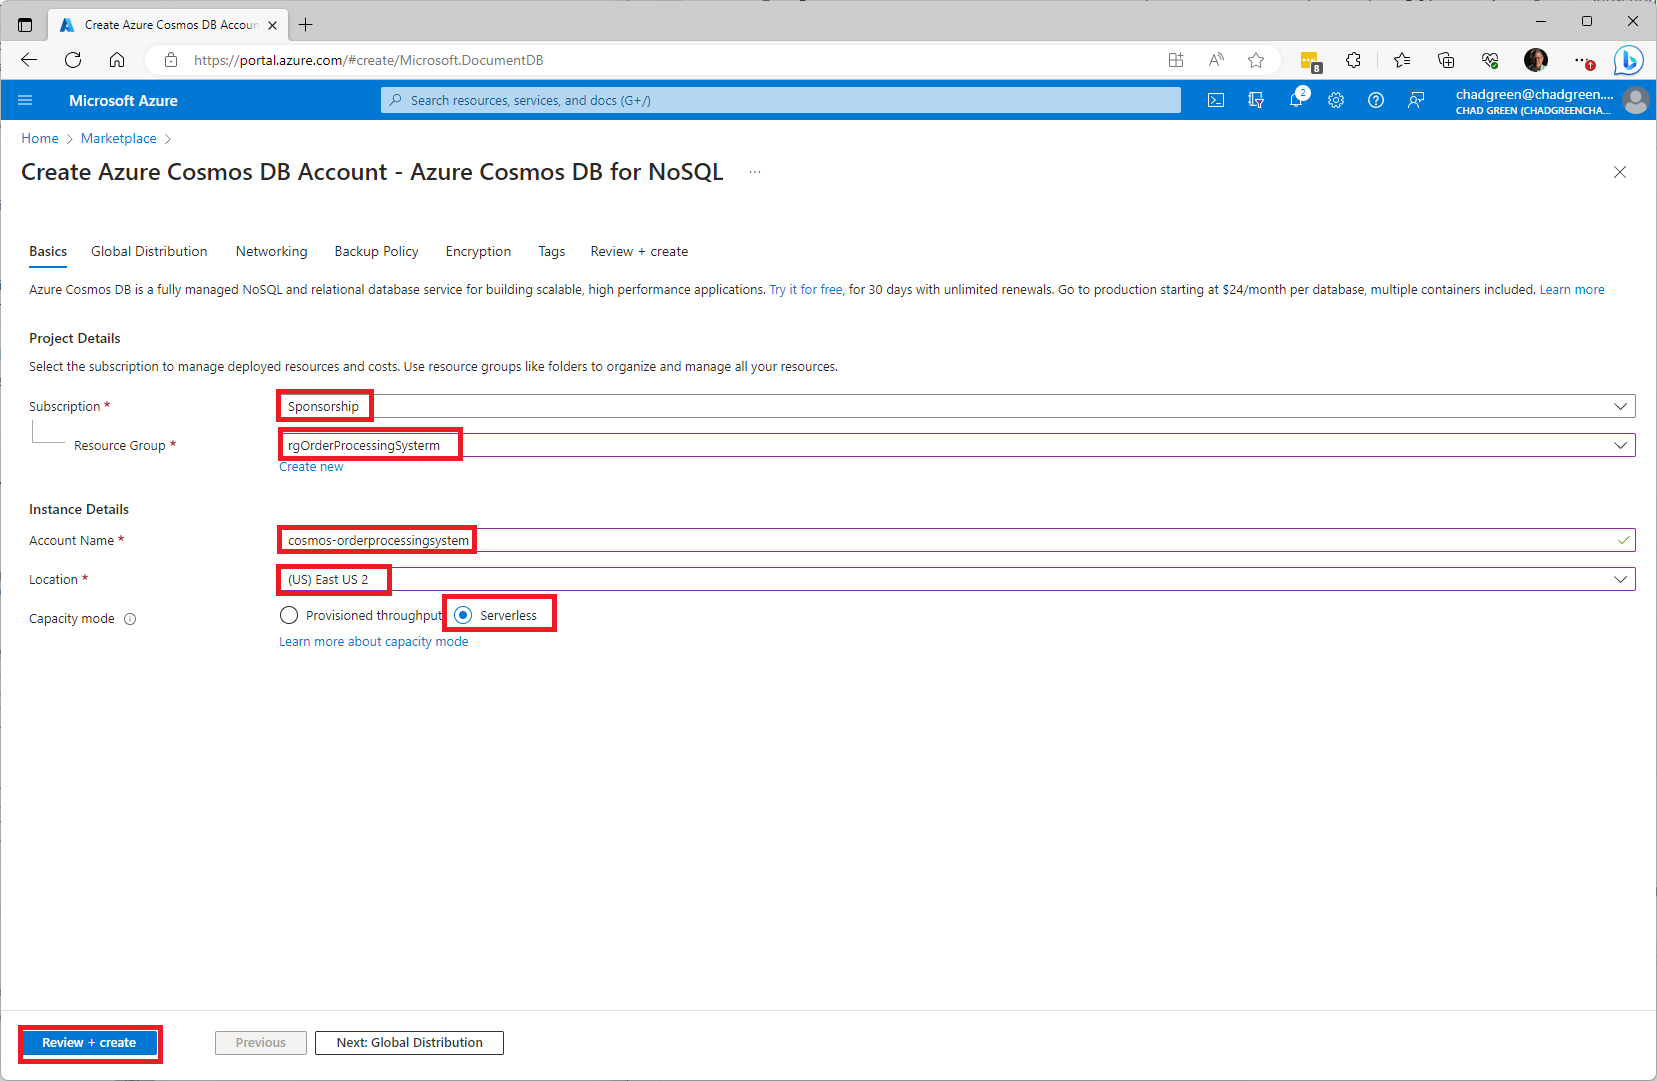 Create Azure Cosmos DB Accoun
https://portal.azure.com/#create/Microsoft.DocumentDB
8
Microsoft Azure
Search resources, services, and docs (G+/)
2
chadgreen@chadgreen....
CHAD GREEN (CHADGREENCHA...
Home > Marketplace >
Create Azure Cosmos DB Account - Azure Cosmos DB for NoSQL ...
Basics Global Distribution Networking Backup Policy Encryption Tags Review + create
Azure Cosmos DB is a fully managed NoSQL and relational database service for building scalable, high performance applications. Try it for free, for 30 days with unlimited renewals. Go to production starting at $24/month per database, multiple containers included. Learn more
Project Details
Select the subscription to manage deployed resources and costs. Use resource groups like folders to organize and manage all your resources.
Subscription * Sponsorship
Resource Group * rgOrderProcessingSysterm
Create new
Instance Details
Account Name * cosmos-orderprocessingsystem
Location * (US) East US 2
Capacity mode Provisioned throughput Serverless
Learn more about capacity mode
Review + create Previous Next: Global Distribution